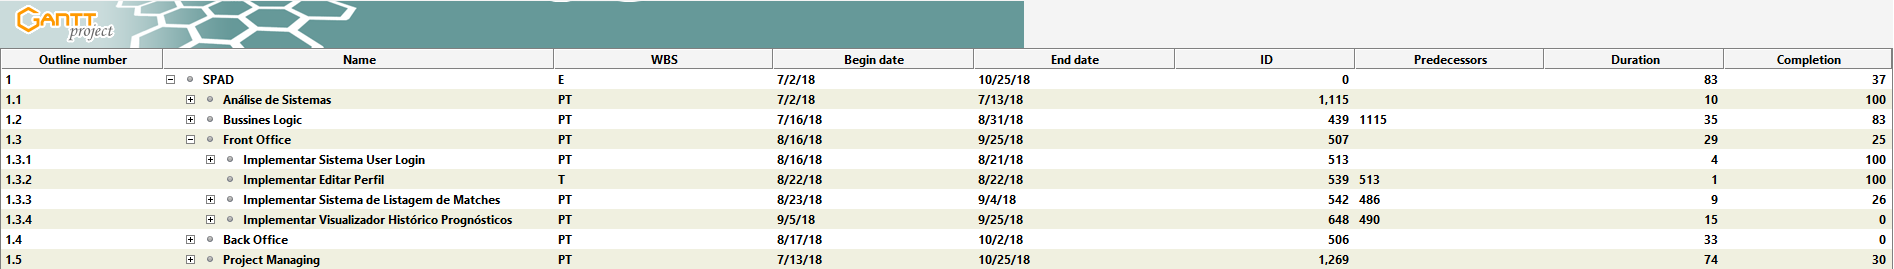 GANTT
project
Outline number Name WBS Begin date End date ID Predecessors Duration Completion
1 SPAD E 7/2/18 10/25/18 0 83 37
1.1 Análise de Sistemas PT 7/2/18 7/13/18 1,115 10 100
1.2 Bussines Logic PT 7/16/18 8/31/18 439 1115 35 83
1.3 Front Office PT 8/16/18 9/25/18 507 29 25
1.3.1 Implementar Sistema User Login PT 8/16/18 8/21/18 513 4 100
1.3.2 Implementar Editar Perfil T 8/22/18 8/22/18 539 513 1 100
1.3.3 Implementar Sistema de Listagem de Matches PT 8/23/18 9/4/18 542 486 9 26
1.3.4 Implementar Visualizador Histórico Prognósticos PT 9/5/18 9/25/18 648 490 15 0
1.4 Back Office PT 8/17/18 10/2/18 506 33 0
1.5 Project Managing PT 7/13/18 10/25/18 1,269 74 30